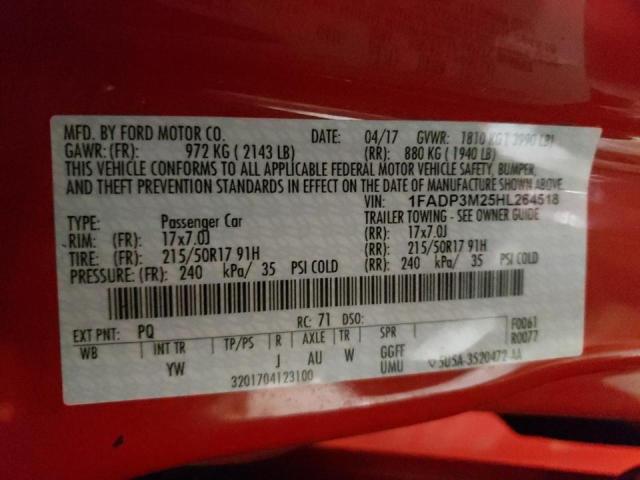 MFD. BY FORD MOTOR CO. DATE: 04/17 GVWR: 1810 KG ( 3990 LB)
GAWR: (FR): 972 KG ( 2143 LB) (RR): 880 KG ( 1940 LB)
THIS VEHICLE CONFORMS TO ALL APPLICABLE FEDERAL MOTOR VEHICLE SAFETY, BUMPER,
AND THEFT PREVENTION STANDARDS IN EFFECT ON THE DATE OF MANUFACTURE SHOWN ABOVE.
VIN: 1FADP3M25HL264518
TYPE: Passenger Car TRAILER TOWING - SEE OWNER GUIDE
RIM: (FR): 17x7.0J (RR): 17x7.0J
TIRE: (FR): 215/50R17 91H (RR): 215/50R17 91H
PRESSURE: (FR): 240 kPa/ 35 PSI COLD (RR): 240 kPa/ 35 PSI COLD
EXT PNT: PQ RC: 71 DSO: F0061
WB INT TR TP/PS R AXLE TR SPR R0077
YW J AU W GGFF
UMU 5U5A-3520472-AA
3201704123100